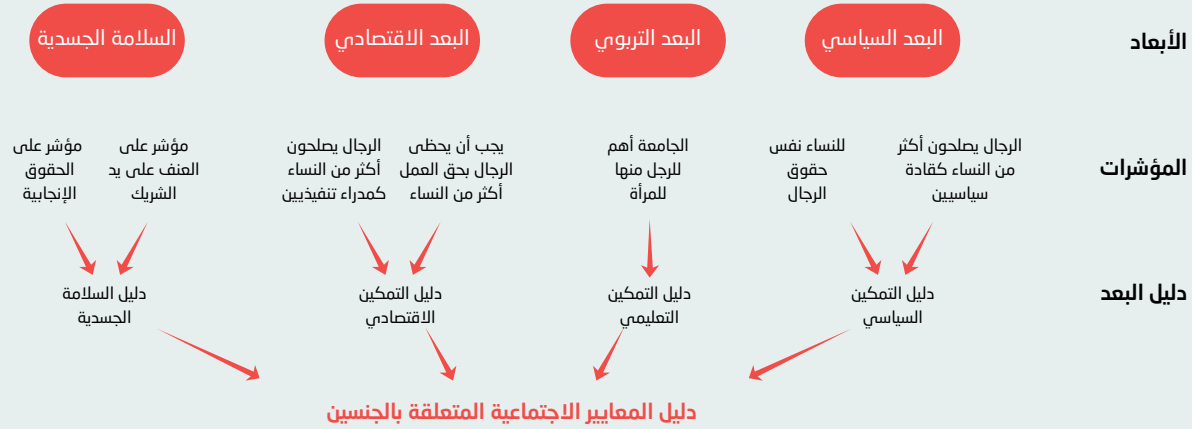 الأبعاد
البعد السياسي
البعد التربوي
البعد الاقتصادي
السلامة الجسدية
المؤشرات
الرجال يصلحون أكثر
من النساء كقادة
سياسيين
للنساء نفس
حقوق
الرجال
الجامعة أهم
للرجل منها
للمرأة
يجب أن يحظى
الرجال بحق العمل
أكثر من النساء
الرجال يصلحون
أكثر من النساء
كمدراء تنفيذيين
مؤشر على
العنف على يد
الشريك
مؤشر على
الحقوق
الإنجابية
دليل البعد
دليل التمكين
السياسي
دليل التمكين
التعليمي
دليل التمكين
الاقتصادي
دليل السلامة
الجسدية
دليل المعايير الاجتماعية المتعلقة بالجنسين